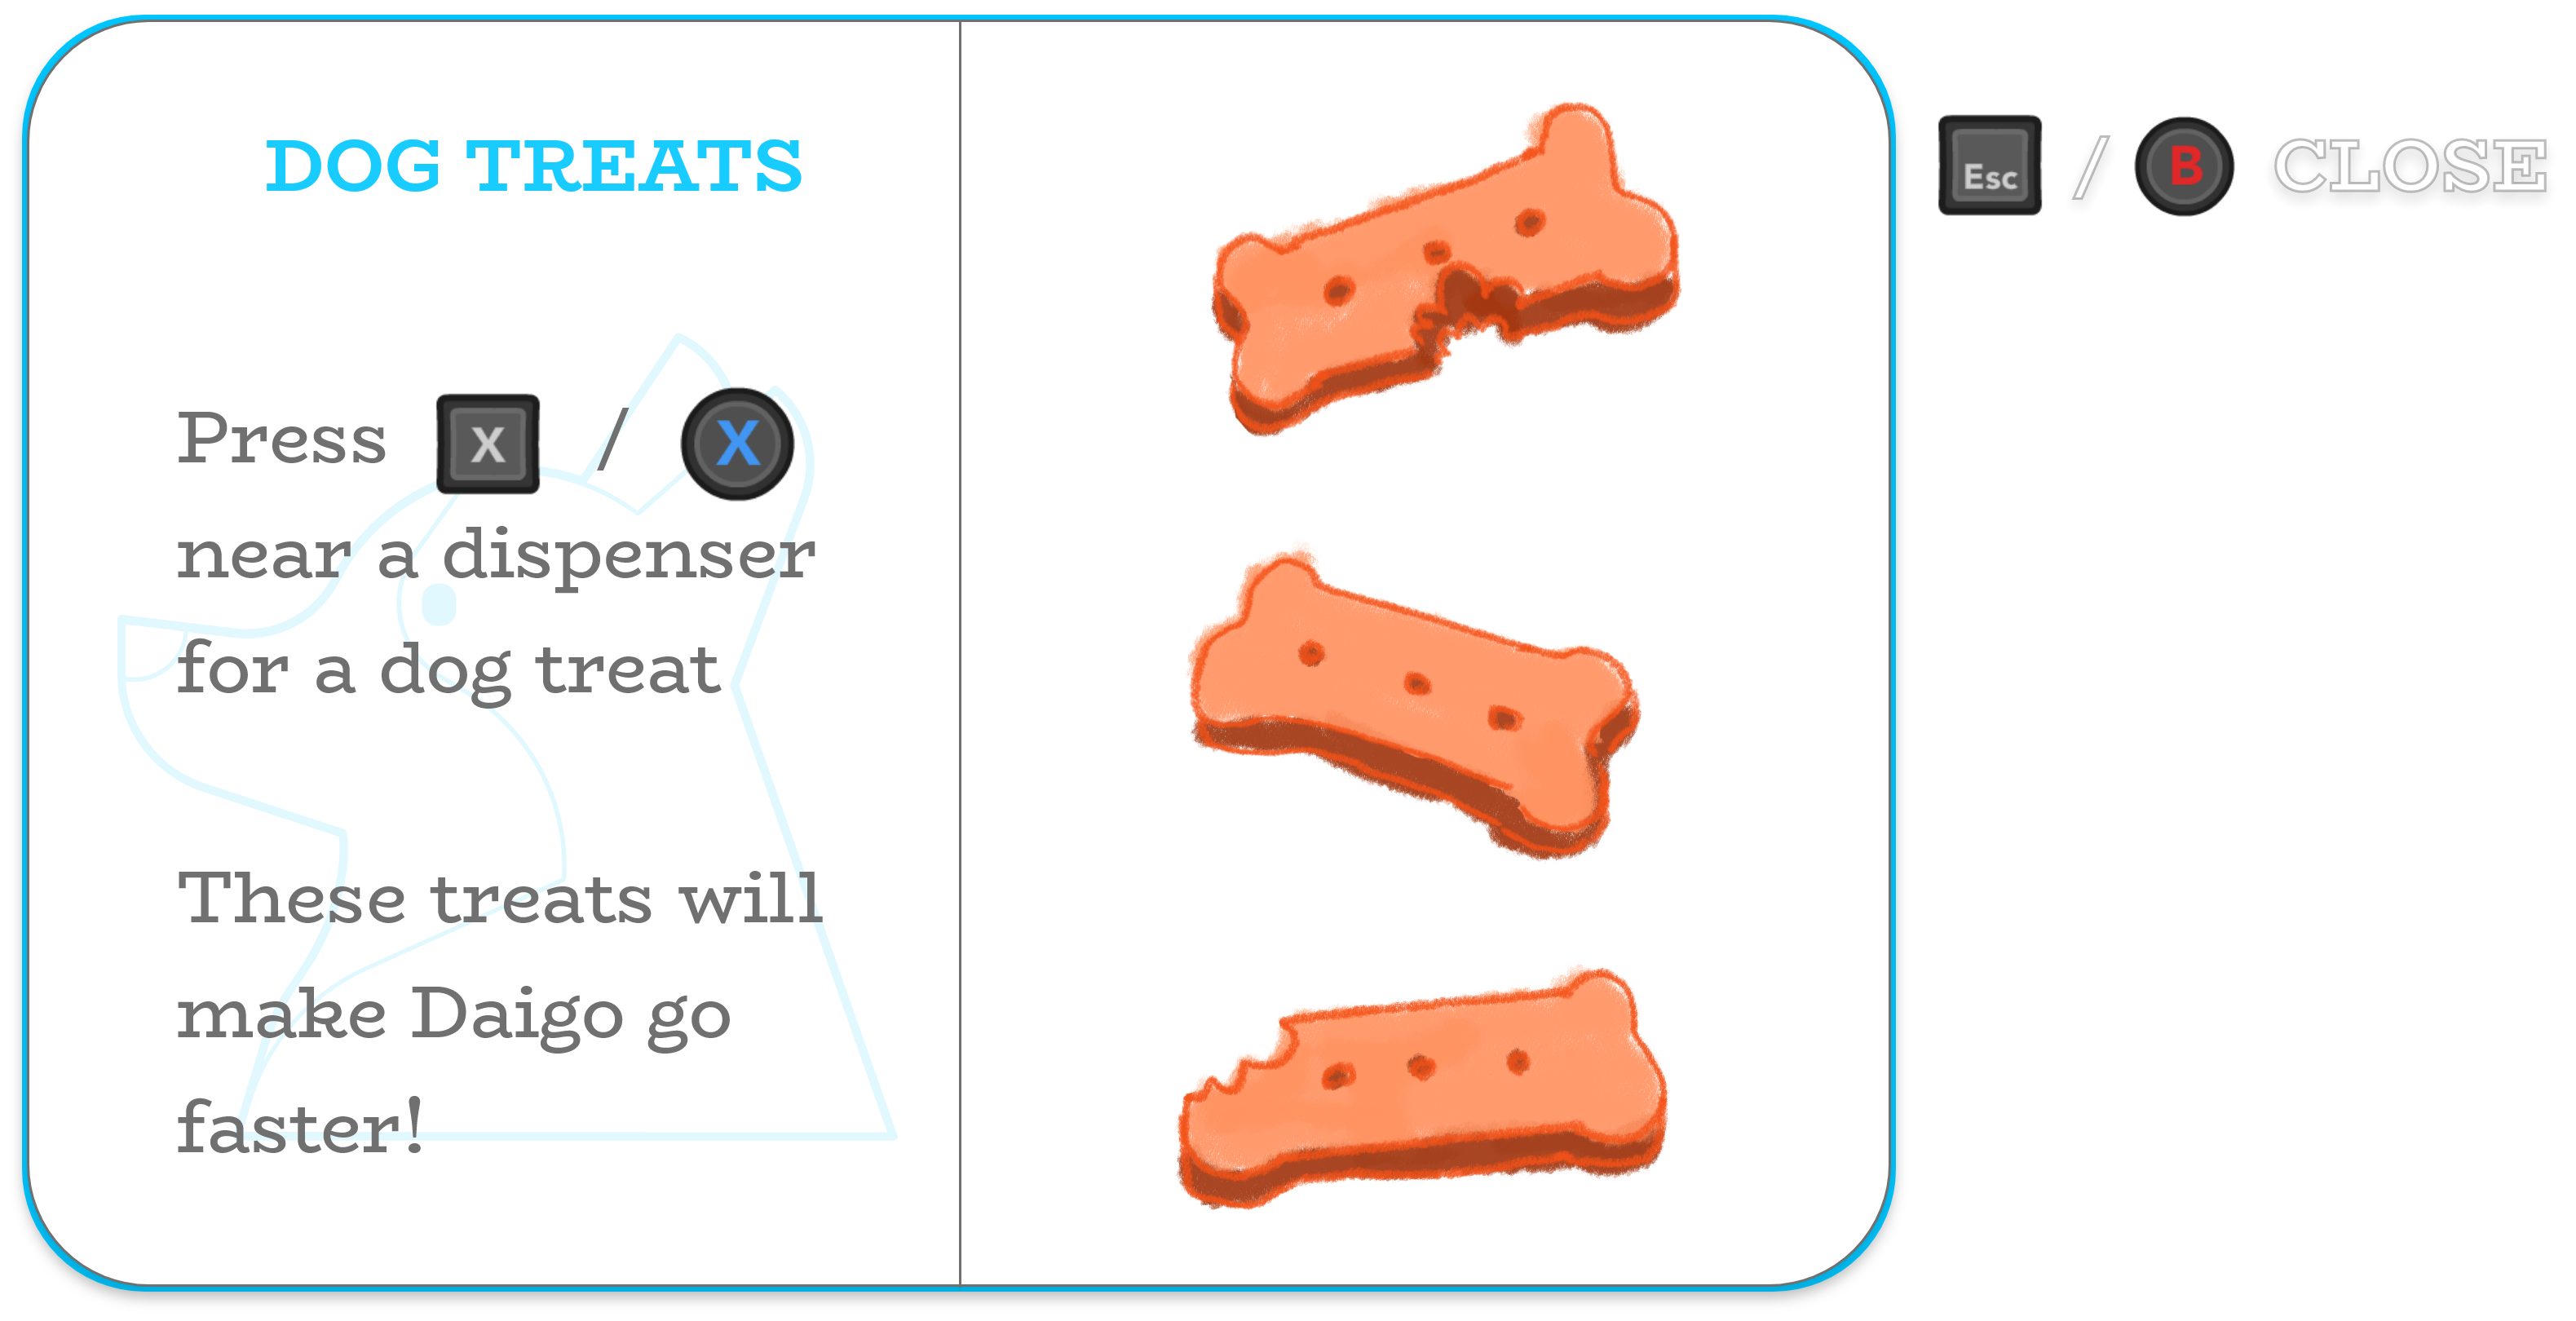 DOG TREATS
Esc / B CLOSE
Press X / X
near a dispenser
for a dog treat
These treats will
make Daigo go
faster!